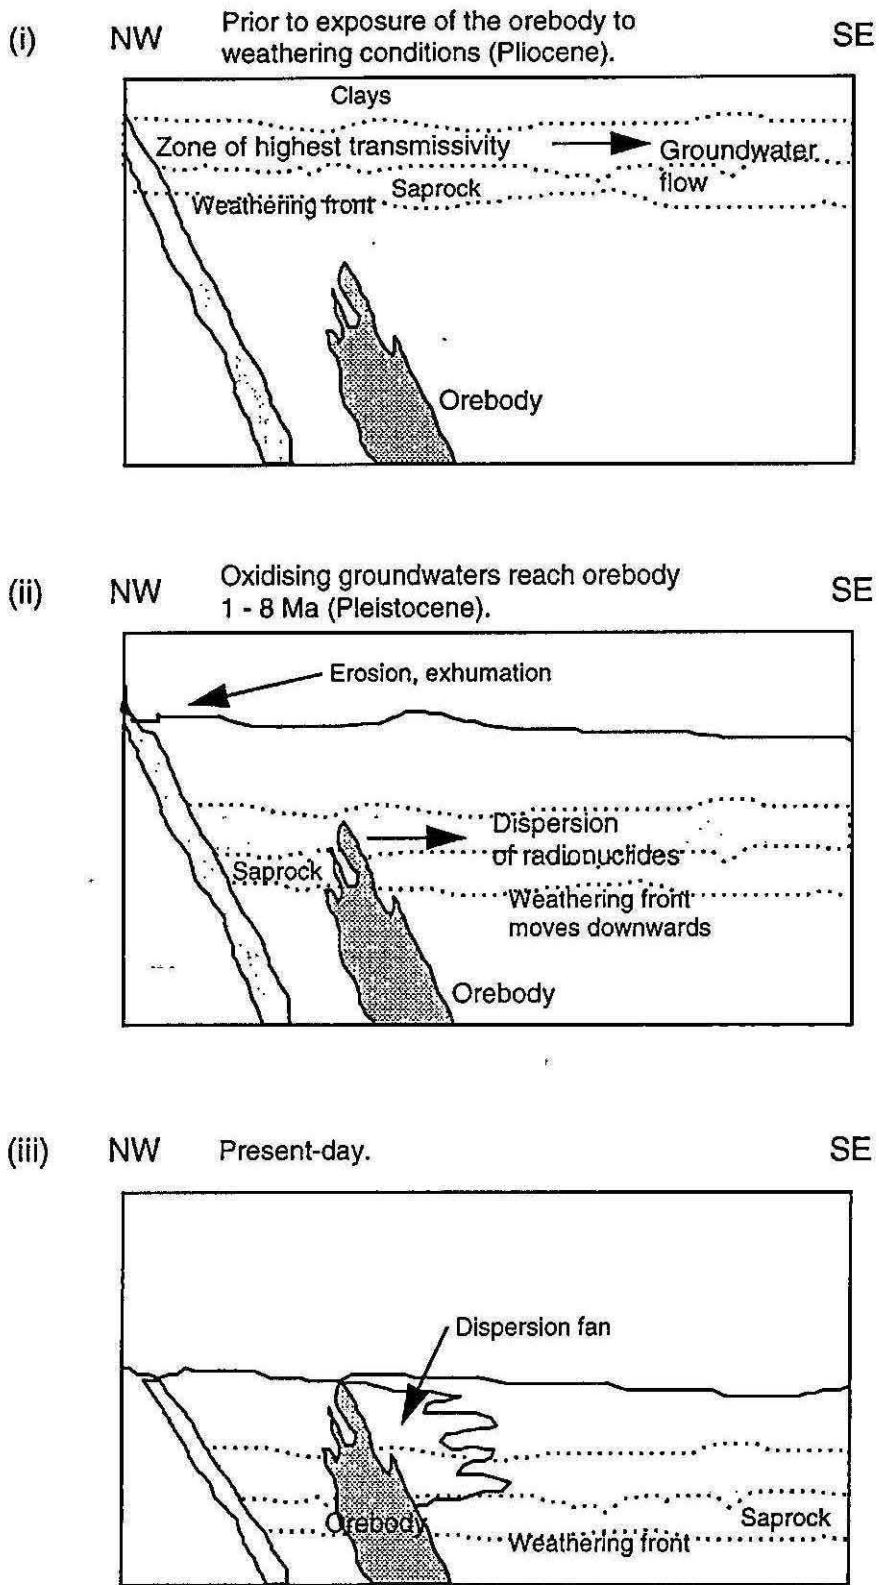 (i) NW Prior to exposure of the orebody to SE
weathering conditions (Pliocene).
Clays
Zone of highest transmissivity
Groundwater
flow
Saprock
Weathering front
Orebody
(ii) NW Oxidising groundwaters reach orebody SE
1 - 8 Ma (Pleistocene).
Erosion, exhumation
Dispersion
of radionuclides
Saprock
Weathering front
moves downwards
Orebody
(iii) NW Present-day. SE
Dispersion fan
Orebody
Saprock
Weathering front